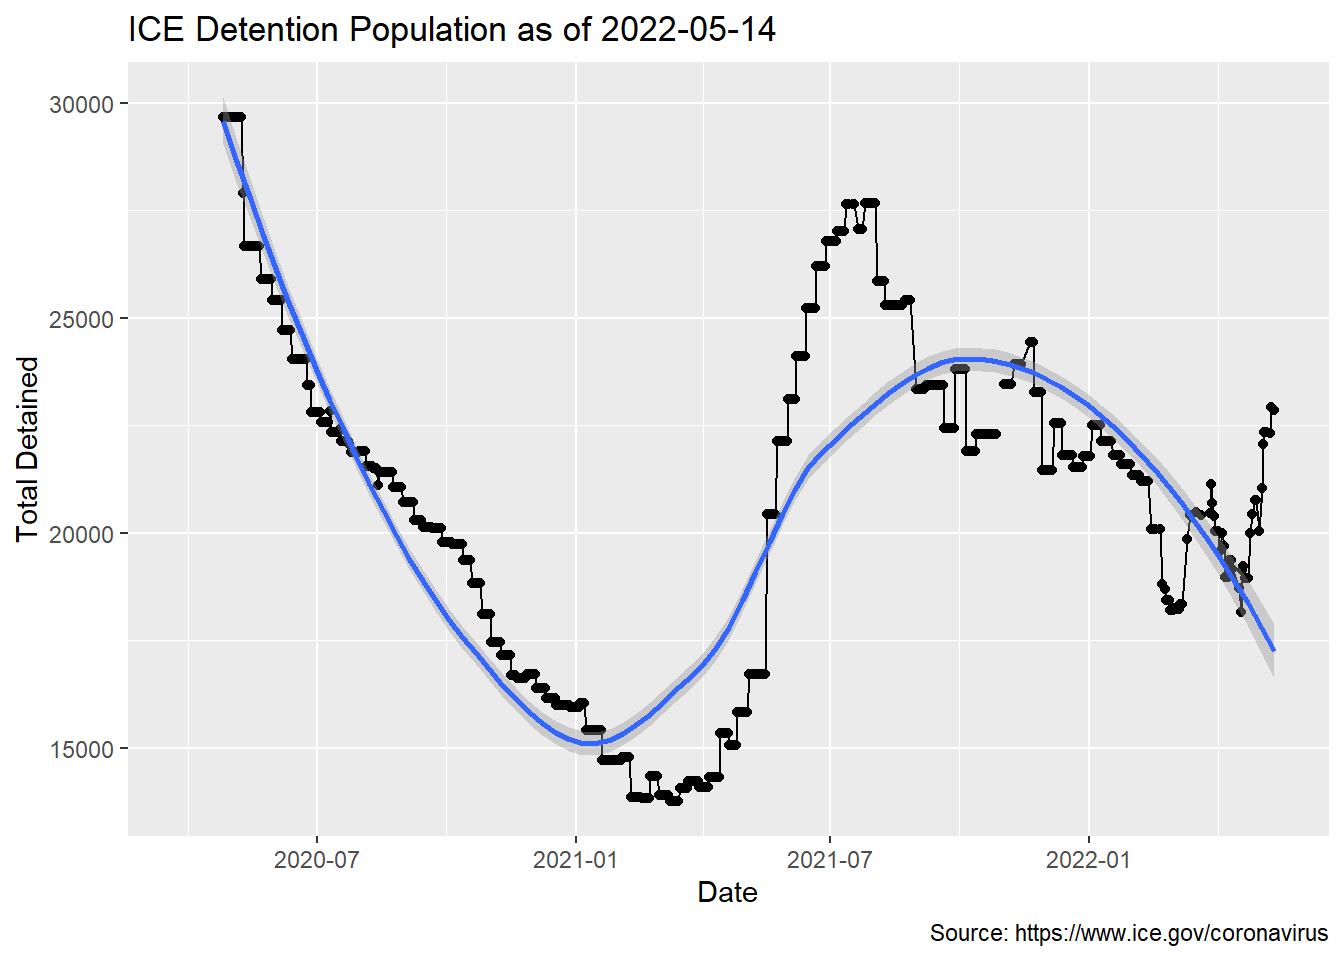 ICE Detention Population as of 2022-05-14
30000
25000
20000
15000
Total Detained
2020-07
2021-01
2021-07
2022-01
Date
Source: https://www.ice.gov/coronavirus